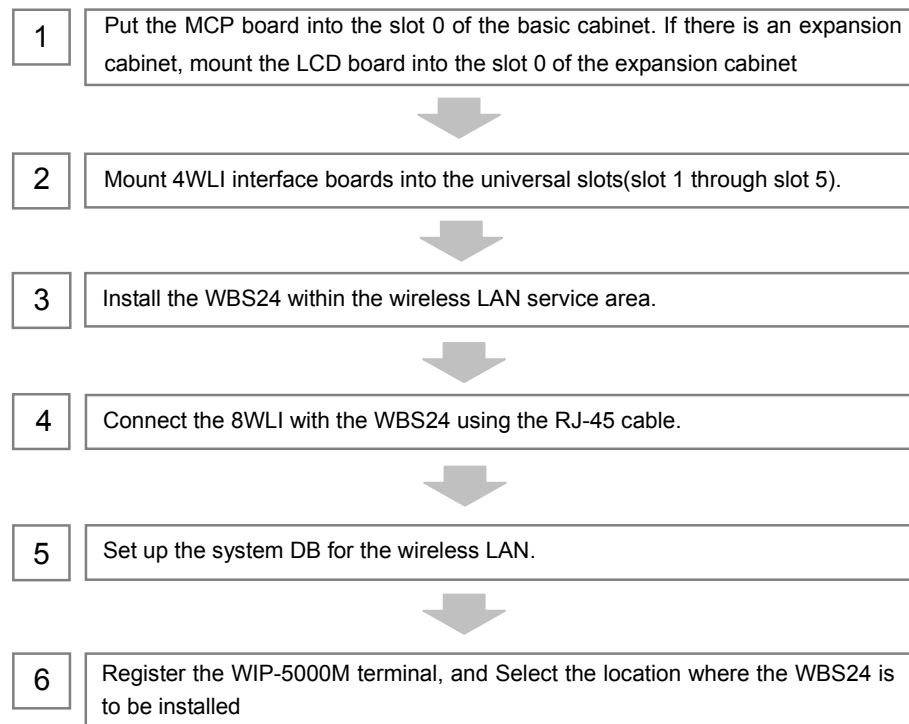 1
Put the MCP board into the slot 0 of the basic cabinet. If there is an expansion
cabinet, mount the LCD board into the slot 0 of the expansion cabinet
2
Mount 4WLI interface boards into the universal slots(slot 1 through slot 5).
3
Install the WBS24 within the wireless LAN service area.
4
Connect the 8WLI with the WBS24 using the RJ-45 cable.
5
Set up the system DB for the wireless LAN.
6
Register the WIP-5000M terminal, and Select the location where the WBS24 is
to be installed